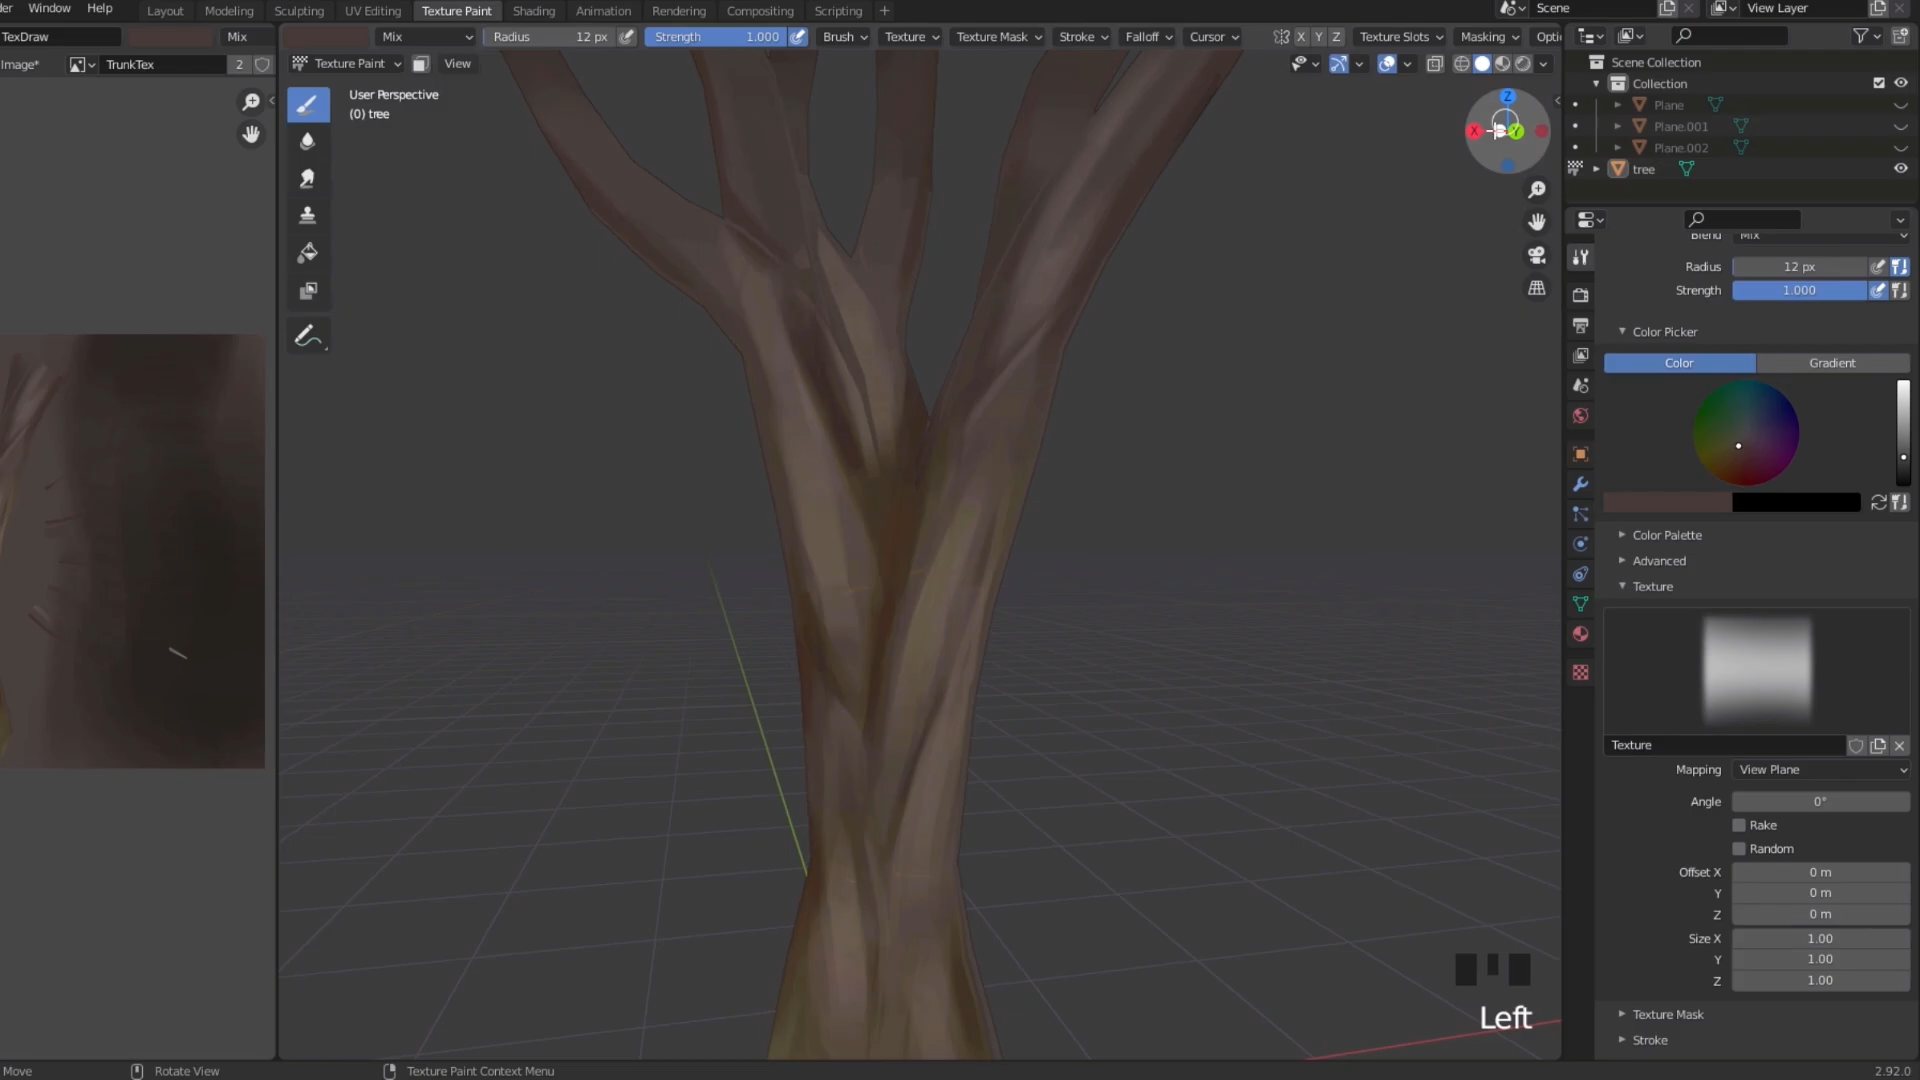 der Window Help Layout Modeling Sculpting UV Editing Texture Paint Shading Animation Rendering Compositing Scripting + Scene View Layer
TexDraw Mix Mix Radius 12 px Strength 1.000 Brush Texture Texture Mask Stroke Falloff Cursor X Y Z Texture Slots Masking Opti
Image* TrunkTex 2 Texture Paint View
Scene Collection
Collection
Plane
Plane.001
Plane.002
tree
User Perspective
(0) tree
Z
X Y
Blend Mix
Radius 12 px
Strength 1.000
Color Picker
Color Gradient
Color Palette
Advanced
Texture
Texture
Mapping View Plane
Angle 0°
Rake
Random
Offset X 0 m
Y 0 m
Z 0 m
Size X 1.00
Y 1.00
Z 1.00
Texture Mask
Stroke
Left
Move Rotate View Texture Paint Context Menu 2.92.0